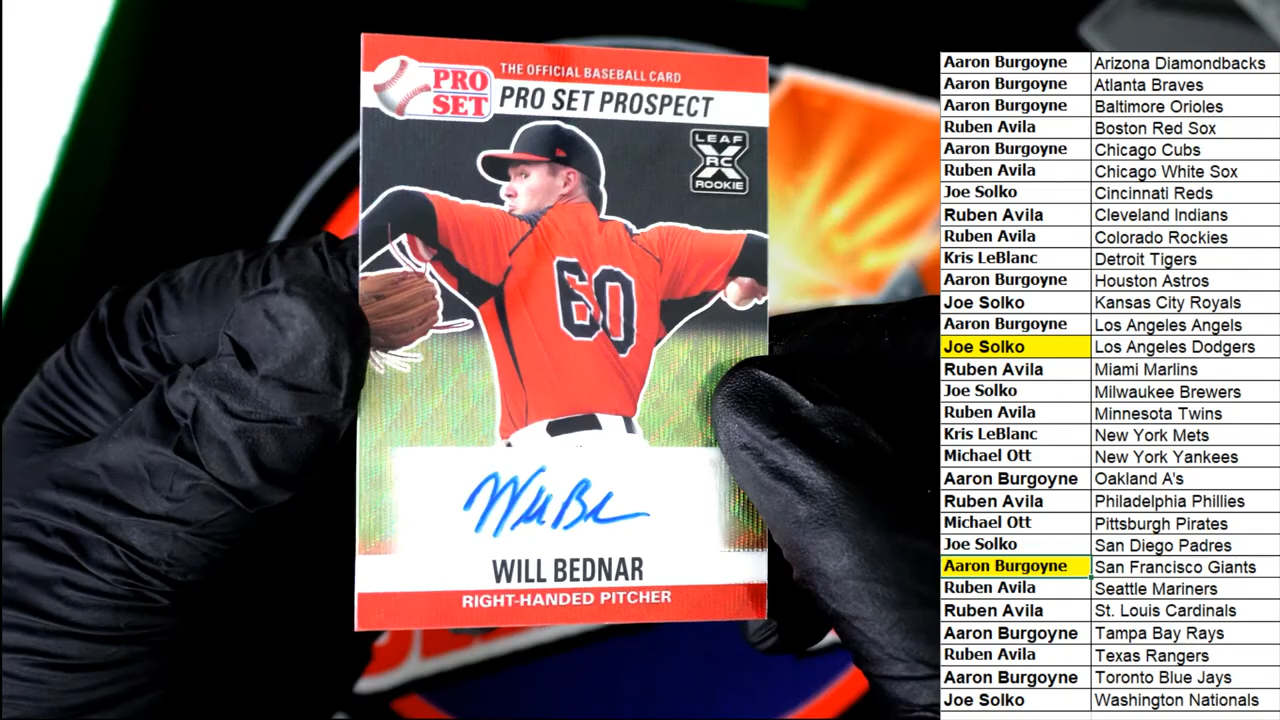 THE OFFICIAL BASEBALL CARD
PRO SET
PRO SET PROSPECT
LEAF
X
RC
ROOKIE
60
Will Be
WILL BEDNAR
RIGHT-HANDED PITCHER
Aaron Burgoyne Arizona Diamondbacks
Aaron Burgoyne Atlanta Braves
Aaron Burgoyne Baltimore Orioles
Ruben Avila Boston Red Sox
Aaron Burgoyne Chicago Cubs
Ruben Avila Chicago White Sox
Joe Solko Cincinnati Reds
Ruben Avila Cleveland Indians
Ruben Avila Colorado Rockies
Kris LeBlanc Detroit Tigers
Aaron Burgoyne Houston Astros
Joe Solko Kansas City Royals
Aaron Burgoyne Los Angeles Angels
Joe Solko Los Angeles Dodgers
Ruben Avila Miami Marlins
Joe Solko Milwaukee Brewers
Ruben Avila Minnesota Twins
Kris LeBlanc New York Mets
Michael Ott New York Yankees
Aaron Burgoyne Oakland A's
Ruben Avila Philadelphia Phillies
Michael Ott Pittsburgh Pirates
Joe Solko San Diego Padres
Aaron Burgoyne San Francisco Giants
Ruben Avila Seattle Mariners
Ruben Avila St. Louis Cardinals
Aaron Burgoyne Tampa Bay Rays
Ruben Avila Texas Rangers
Aaron Burgoyne Toronto Blue Jays
Joe Solko Washington Nationals